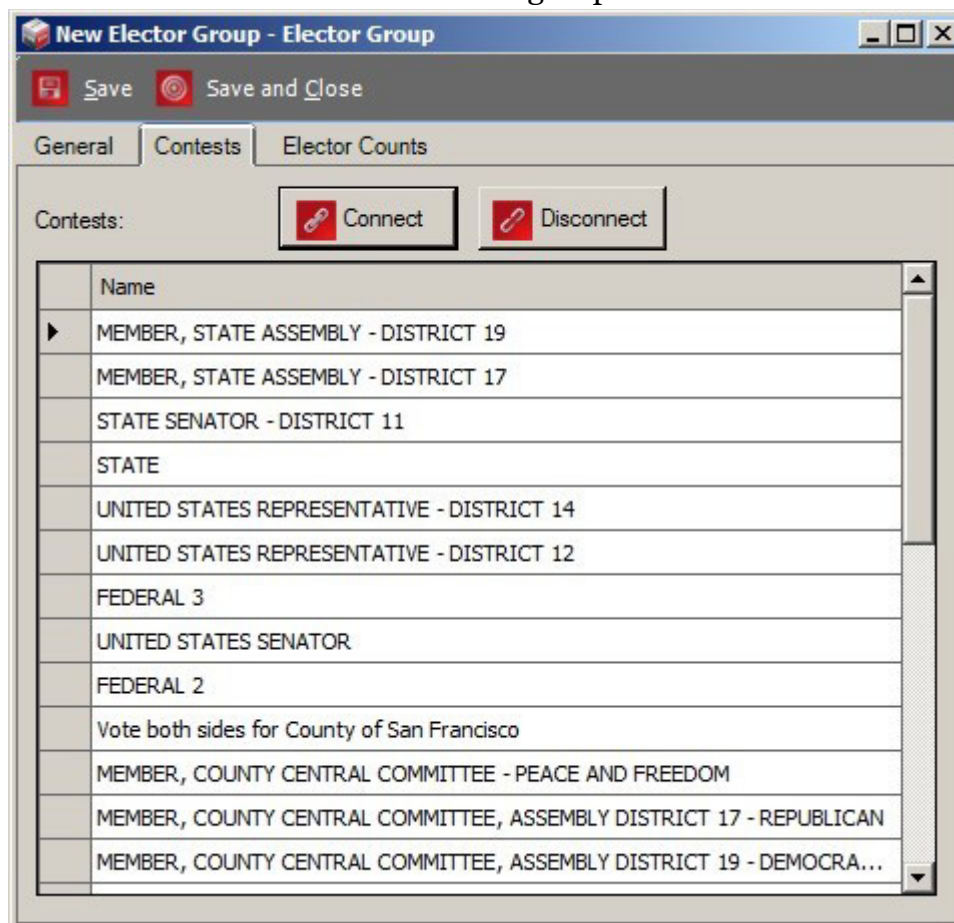 New Elector Group - Elector Group
Save Save and Close
General Contests Elector Counts
Contests: Connect Disconnect
Name
MEMBER, STATE ASSEMBLY - DISTRICT 19
MEMBER, STATE ASSEMBLY - DISTRICT 17
STATE SENATOR - DISTRICT 11
STATE
UNITED STATES REPRESENTATIVE - DISTRICT 14
UNITED STATES REPRESENTATIVE - DISTRICT 12
FEDERAL 3
UNITED STATES SENATOR
FEDERAL 2
Vote both sides for County of San Francisco
MEMBER, COUNTY CENTRAL COMMITTEE - PEACE AND FREEDOM
MEMBER, COUNTY CENTRAL COMMITTEE, ASSEMBLY DISTRICT 17 - REPUBLICAN
MEMBER, COUNTY CENTRAL COMMITTEE, ASSEMBLY DISTRICT 19 - DEMOCRA...